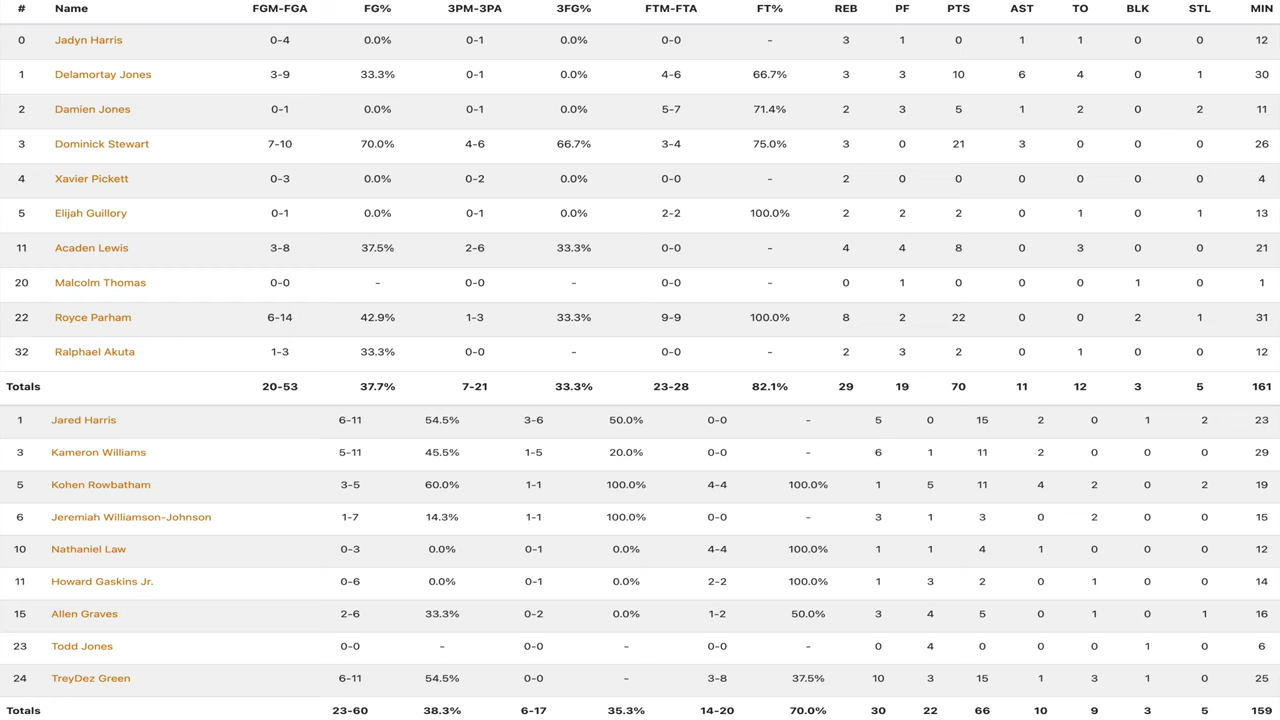 # Name FGM-FGA FG% 3PM-3PA 3FG% FTM-FTA FT% REB PF PTS AST TO BLK STL MIN
0 Jadyn Harris 0-4 0.0% 0-1 0.0% 0-0 - 3 1 0 1 1 0 0 12
1 Delamortay Jones 3-9 33.3% 0-1 0.0% 4-6 66.7% 3 3 10 6 4 0 1 30
2 Damien Jones 0-1 0.0% 0-1 0.0% 5-7 71.4% 2 3 5 1 2 0 2 11
3 Dominick Stewart 7-10 70.0% 4-6 66.7% 3-4 75.0% 3 0 21 3 0 0 0 26
4 Xavier Pickett 0-3 0.0% 0-2 0.0% 0-0 - 2 0 0 0 0 0 0 4
5 Elijah Guillory 0-1 0.0% 0-1 0.0% 2-2 100.0% 2 2 2 0 1 0 1 13
11 Acaden Lewis 3-8 37.5% 2-6 33.3% 0-0 - 4 4 8 0 3 0 0 21
20 Malcolm Thomas 0-0 - 0-0 - 0-0 - 0 1 0 0 0 1 0 1
22 Royce Parham 6-14 42.9% 1-3 33.3% 9-9 100.0% 8 2 22 0 0 2 1 31
32 Ralphael Akuta 1-3 33.3% 0-0 - 0-0 - 2 3 2 0 1 0 0 12
Totals 20-53 37.7% 7-21 33.3% 23-28 82.1% 29 19 70 11 12 3 5 161
1 Jared Harris 6-11 54.5% 3-6 50.0% 0-0 - 5 0 15 2 0 1 2 23
3 Kameron Williams 5-11 45.5% 1-5 20.0% 0-0 - 6 1 11 2 0 0 0 29
5 Kohen Rowbatham 3-5 60.0% 1-1 100.0% 4-4 100.0% 1 5 11 4 2 0 2 19
6 Jeremiah Williamson-Johnson 1-7 14.3% 1-1 100.0% 0-0 - 3 1 3 0 2 0 0 15
10 Nathaniel Law 0-3 0.0% 0-1 0.0% 4-4 100.0% 1 1 4 1 0 0 0 12
11 Howard Gaskins Jr. 0-6 0.0% 0-1 0.0% 2-2 100.0% 1 3 2 0 1 0 0 14
15 Allen Graves 2-6 33.3% 0-2 0.0% 1-2 50.0% 3 4 5 0 1 0 1 16
23 Todd Jones 0-0 - 0-0 - 0-0 - 0 4 0 0 0 1 0 6
24 TreyDez Green 6-11 54.5% 0-0 - 3-8 37.5% 10 3 15 1 3 1 0 25
Totals 23-60 38.3% 6-17 35.3% 14-20 70.0% 30 22 66 10 9 3 5 159